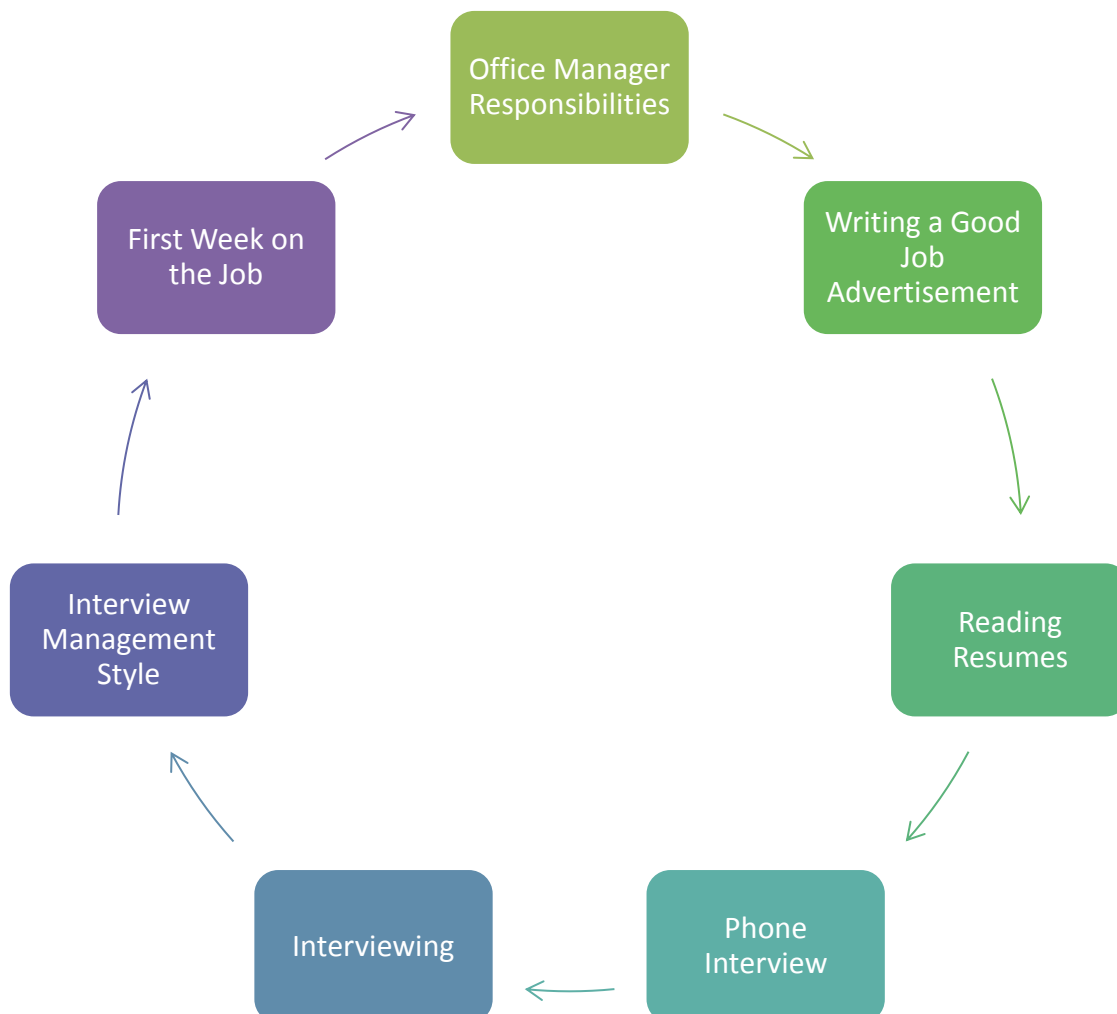 Office Manager
Responsibilities
Writing a Good
Job
Advertisement
Reading
Resumes
Phone
Interview
Interviewing
Interview
Management
Style
First Week on
the Job